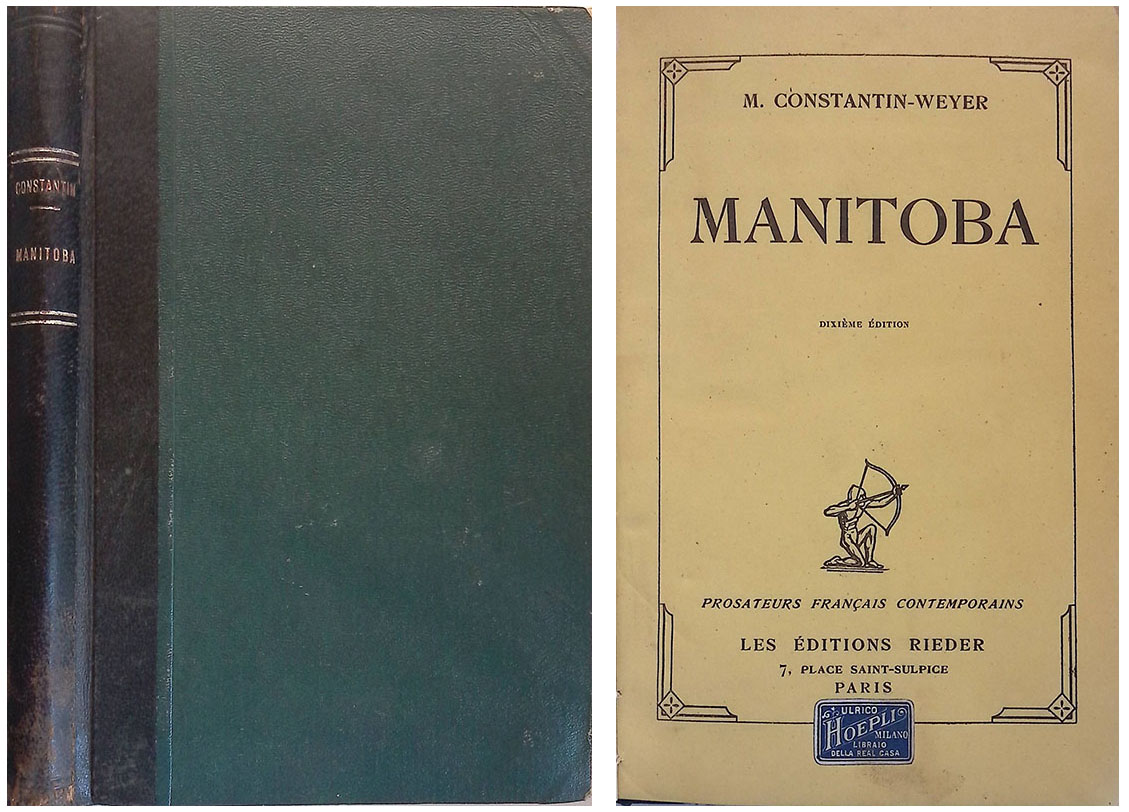 CONSTANTIN
MANITOBA
M. CONSTANTIN-WEYER
MANITOBA
DIXIÈME ÉDITION
PROSATEURS FRANÇAIS CONTEMPORAINS
LES ÉDITIONS RIEDER
7, PLACE SAINT-SULPICE
PARIS
ULRICO
HOEPLI
MILANO
LIBRAIO
DELLA REAL CASA